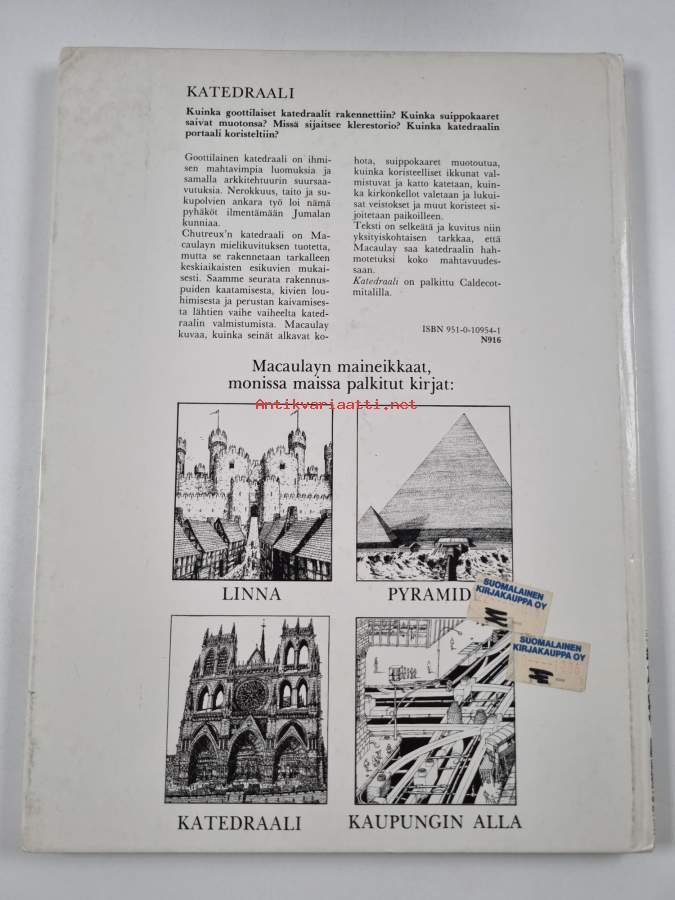 KATEDRAALI
Kuinka goottilaiset katedraalit rakennettiin? Kuinka suippokaaret
saivat muotonsa? Missä sijaitsee klerestorio? Kuinka katedraalin
portaali koristeltiin?
Goottilainen katedraali on ihmi-
sen mahtavimpia luomuksia ja
samalla arkkitehtuurin suursaa-
vutuksia. Nerokkuus, taito ja su-
kupolvien ankara työ loi nämä
pyhäköt ilmentämään Jumalan
kunniaa.
Chutreux'n katedraali on Ma-
caulayn mielikuvituksen tuotetta,
mutta se rakennetaan tarkalleen
keskiaikaisten esikuvien mukai-
sesti. Saamme seurata rakennus-
puiden kaatamisesta, kivien lou-
himisesta ja perustan kaivamises-
ta lähtien vaihe vaiheelta kated-
raalin valmistumista. Macaulay
kuvaa, kuinka seinät alkavat ko-
hota, suippokaaret muotoutua,
kuinka koristeelliset ikkunat val-
mistuvat ja katto katetaan, kuin-
ka kirkonkellot valetaan ja lukui-
sat veistokset ja muut koristeet si-
joitetaan paikoilleen.
Teksti on selkeätä ja kuvitus niin
yksityiskohtaisen tarkkaa, että
Macaulay saa katedraalin hah-
motetuksi koko mahtavuudes-
saan.
Katedraali on palkittu Caldecot-
mitalilla.
ISBN 951-0-10954-1
N916
Macaulayn maineikkaat,
monissa maissa palkitut kirjat:
Antikvariaatti.net
LINNA
PYRAMID
SUOMALAINEN
KIRJAKAUPPA OY
SUOMALAINEN
KIRJAKAUPPA OY
KATEDRAALI
KAUPUNGIN ALLA